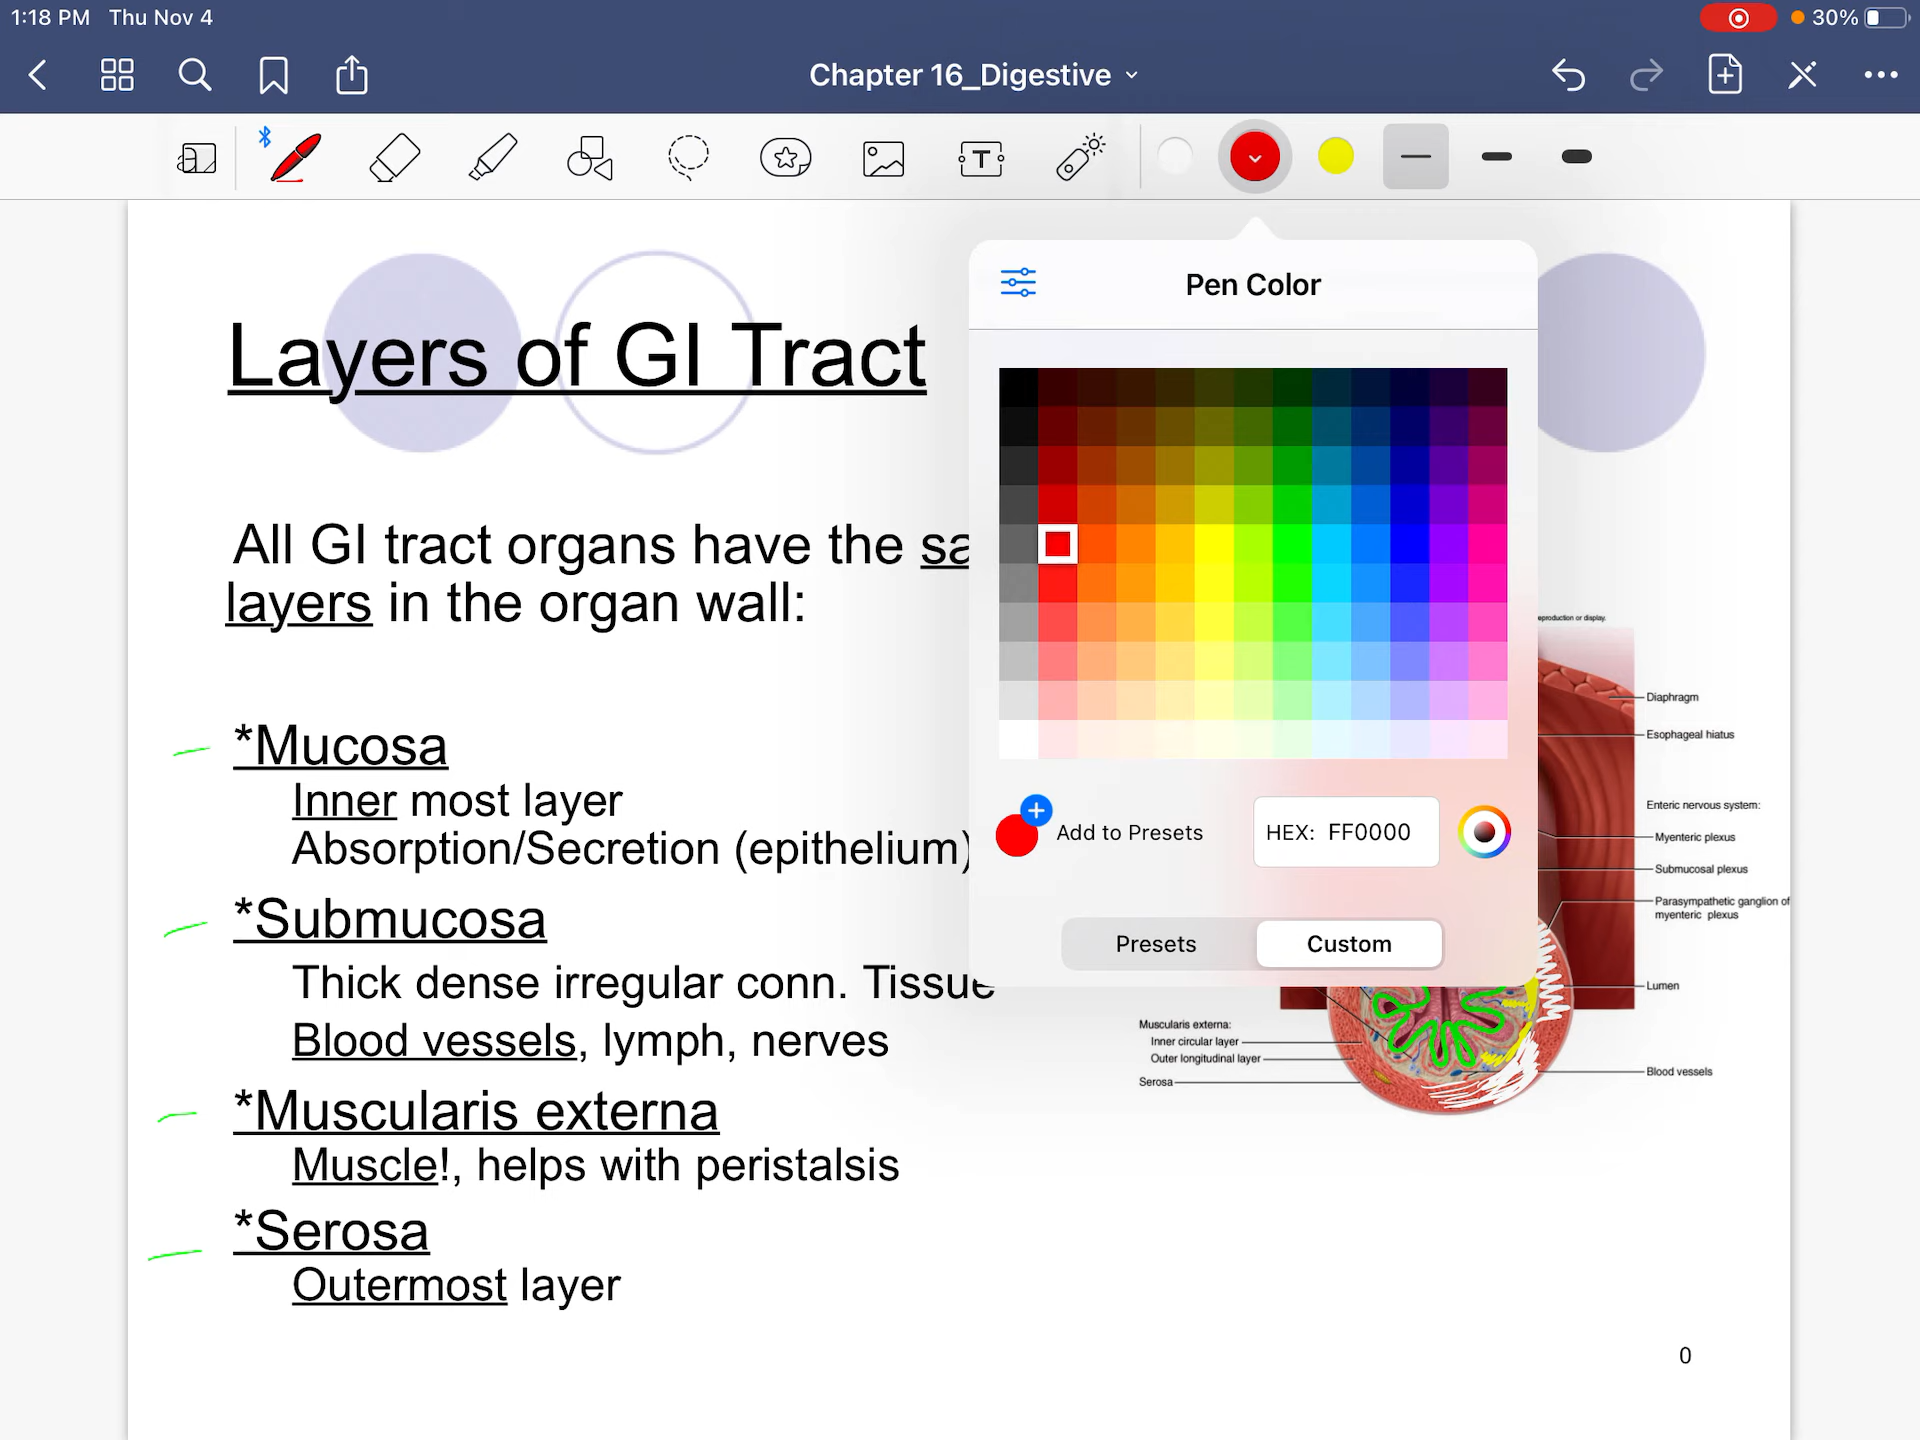 1:18 PM Thu Nov 4
30%
Chapter 16_Digestive
T
Pen Color
Layers of GI Tract
All GI tract organs have the
layers in the organ wall:
*Mucosa
Inner most layer
Absorption/Secretion (epithelium)
*Submucosa
Thick dense irregular conn. Tissue
Blood vessels, lymph, nerves
*Muscularis externa
Muscle!, helps with peristalsis
*Serosa
Outermost layer
Add to Presets
HEX: FF0000
Presets
Custom
or display.
Diaphragm
Esophageal hiatus
Enteric nervous system:
Myenteric plexus
Submucosal plexus
Parasympathetic ganglion of
myenteric plexus
Lumen
Blood vessels
Muscularis externa:
Inner circular layer
Outer longitudinal layer
Serosa
0